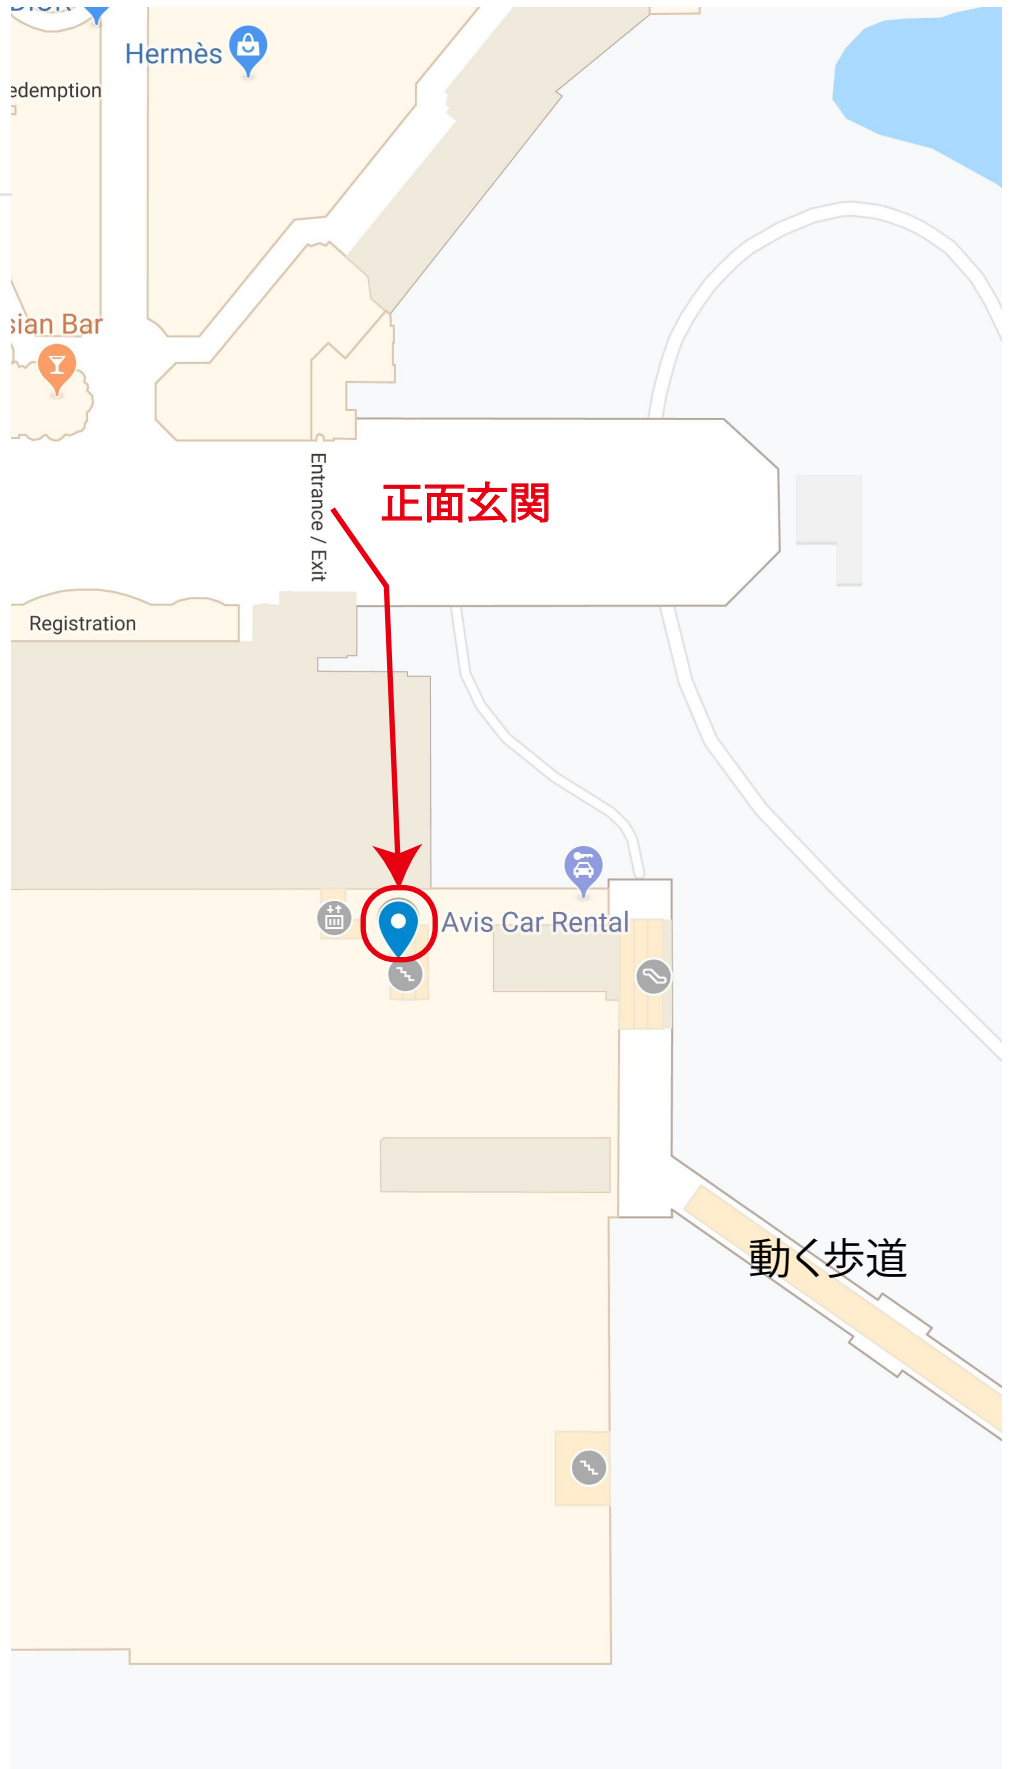 Hermès
edemption
sian Bar
Entrance / Exit
正面玄関
Registration
Avis Car Rental
動く歩道